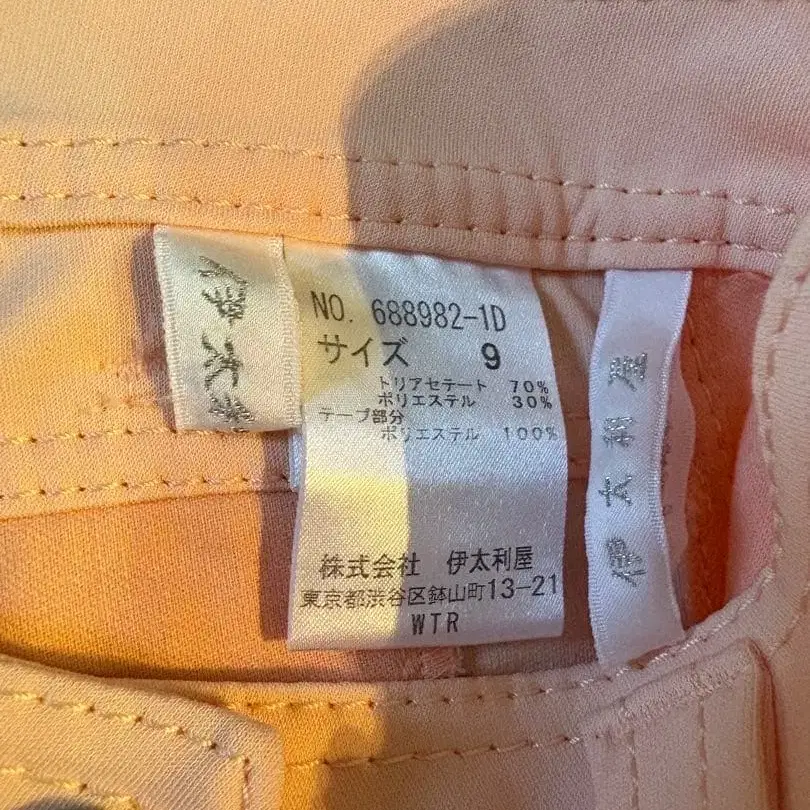 伊太利
NO. 688982-1D
サイズ 9
トリアセテート 70%
ポリエステル 30%
テープ部分
ポリエステル 100%
株式会社 伊太利屋
東京都渋谷区鉢山町13-21
WTR
伊太利屋